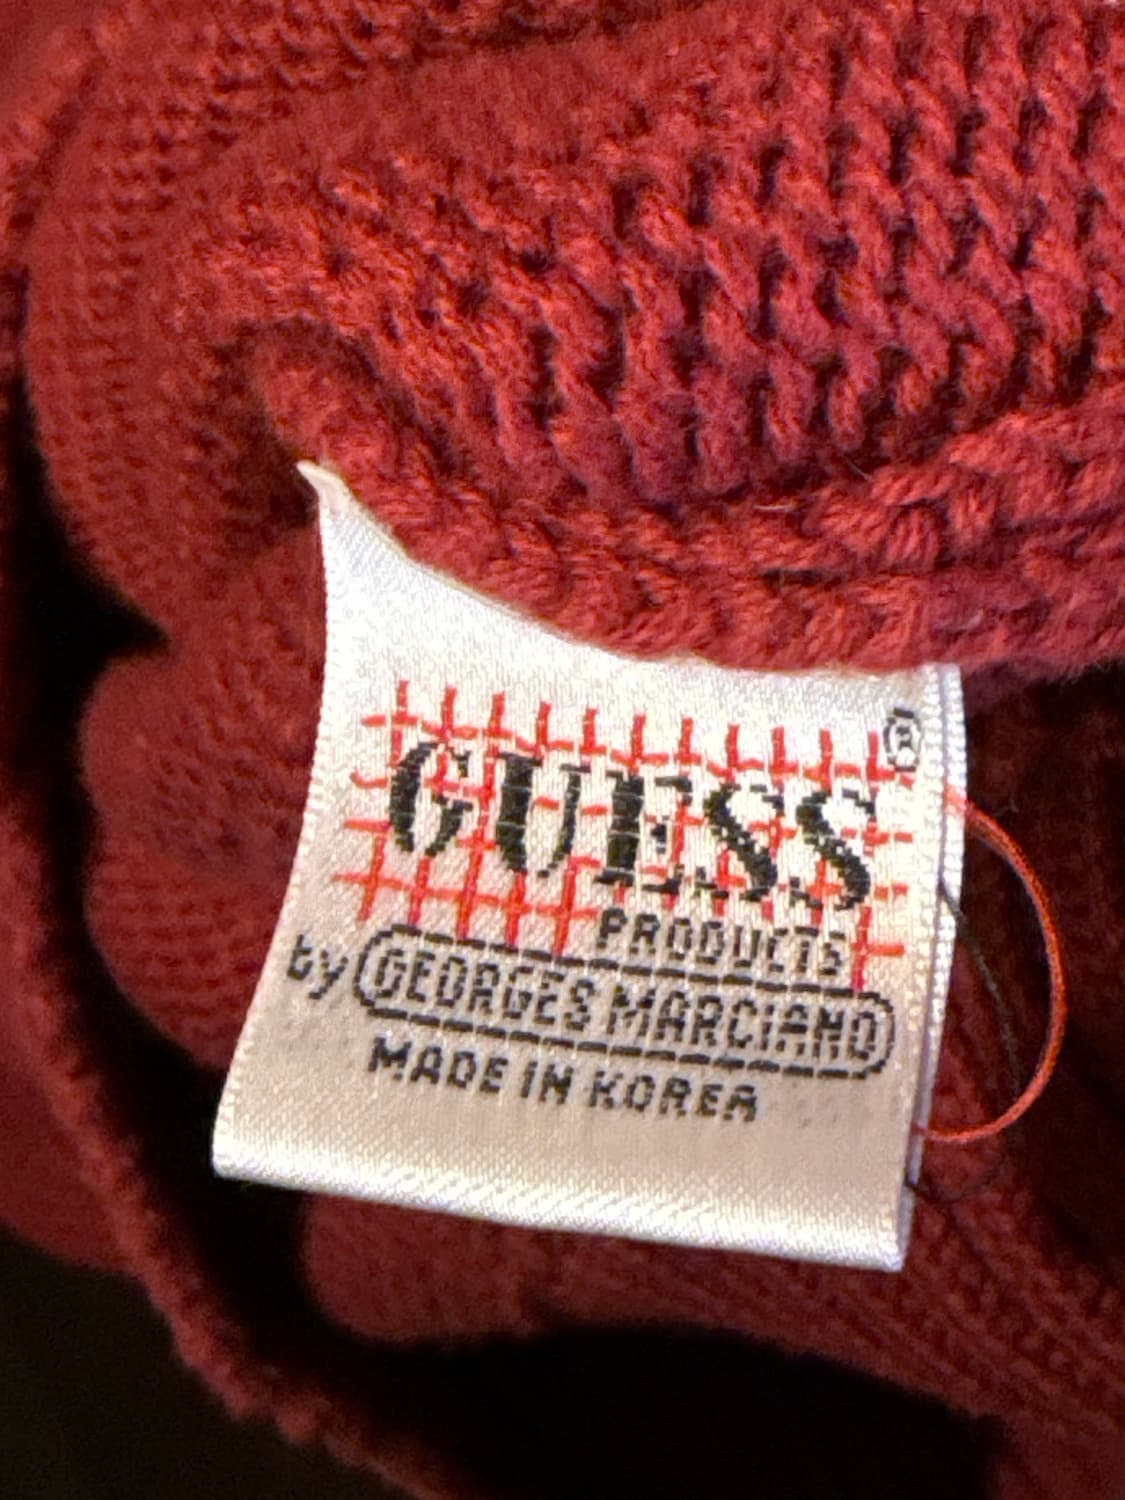 GUESS®
PRODUCTS
by GEORGES MARCIANO
MADE IN KOREA